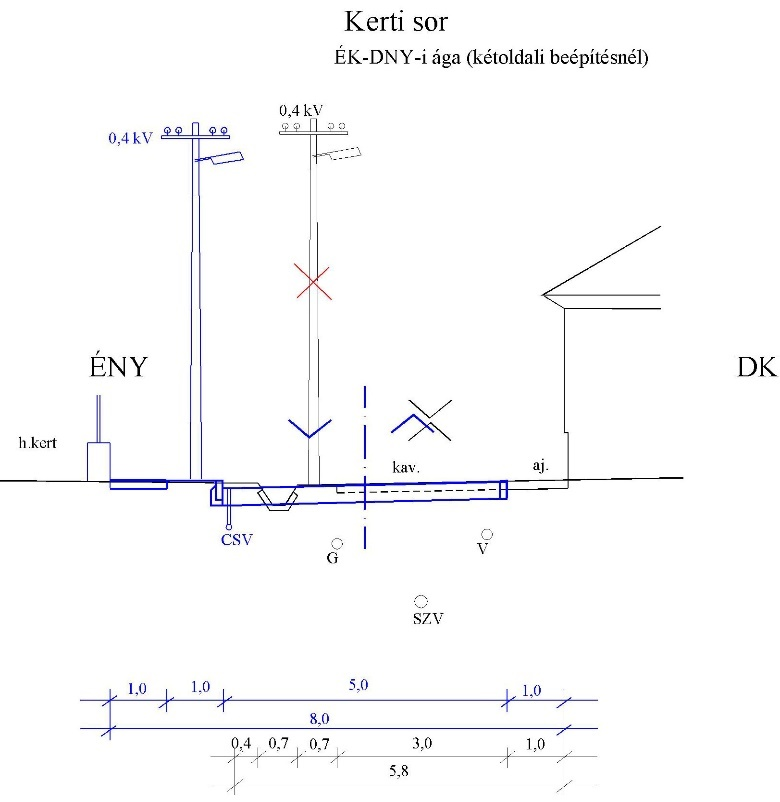 Kerti sor
ÉK-DNY-i ága (kétoldali beépítésnél)
0,4 kV
0,4 kV
ÉNY
DK
h.kert
kav.
aj.
CSV
G
V
SZV
1,0
1,0
5,0
1,0
8,0
0,4
0,7
0,7
3,0
1,0
5,8